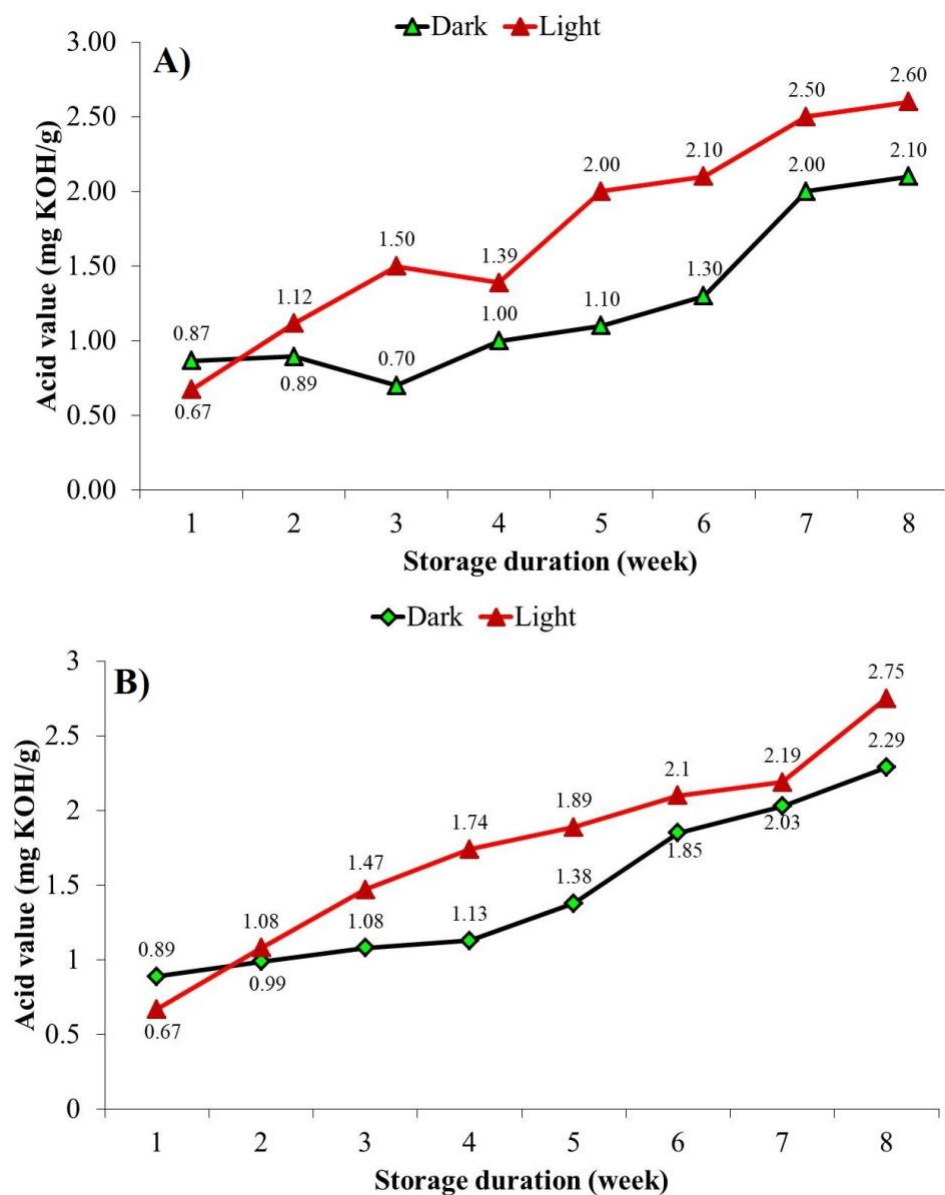 Dark Light
A)
Acid value (mg KOH/g)
3.00
2.50
2.00
1.50
1.00
0.50
0.00
0.87 0.89 0.70 1.00 1.10 1.30 2.00 2.10
0.67 1.12 1.50 1.39 2.00 2.10 2.50 2.60
1 2 3 4 5 6 7 8
Storage duration (week)
Dark Light
B)
Acid value (mg KOH/g)
3
2.5
2
1.5
1
0.5
0
0.89 0.99 1.08 1.13 1.38 1.85 2.03 2.29
0.67 1.08 1.47 1.74 1.89 2.1 2.19 2.75
1 2 3 4 5 6 7 8
Storage duration (week)